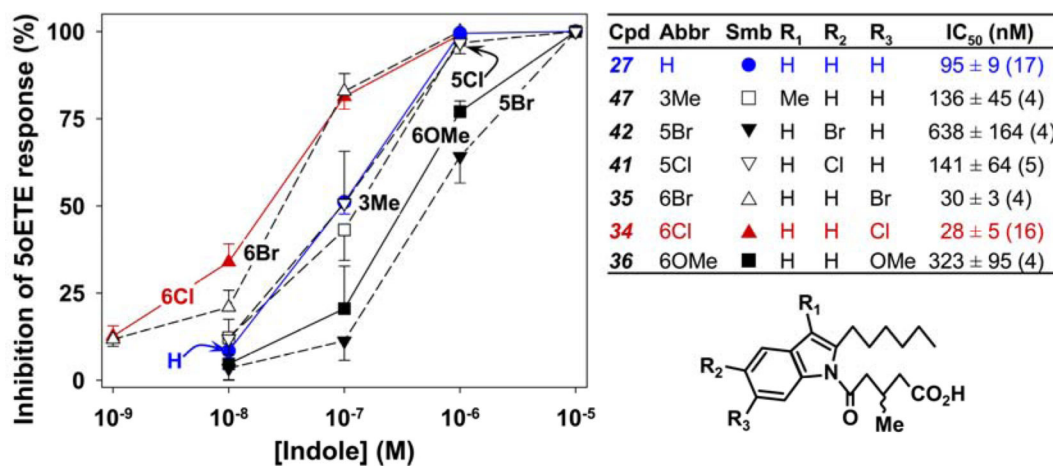 Inhibition of 5oETE response (%)
100
75
50
25
0
10-9
10-8
10-7
10-6
10-5
[Indole] (M)
6Cl
6Br
H
3Me
6OMe
5Cl
5Br
Cpd Abbr Smb R1 R2 R3 IC50 (nM)
27 H H H H 95 ± 9 (17)
47 3Me Me H H 136 ± 45 (4)
42 5Br H Br H 638 ± 164 (4)
41 5Cl H Cl H 141 ± 64 (5)
35 6Br H H Br 30 ± 3 (4)
34 6Cl H H Cl 28 ± 5 (16)
36 6OMe H H OMe 323 ± 95 (4)
R1
R2
R3
N
O
Me
CO2H